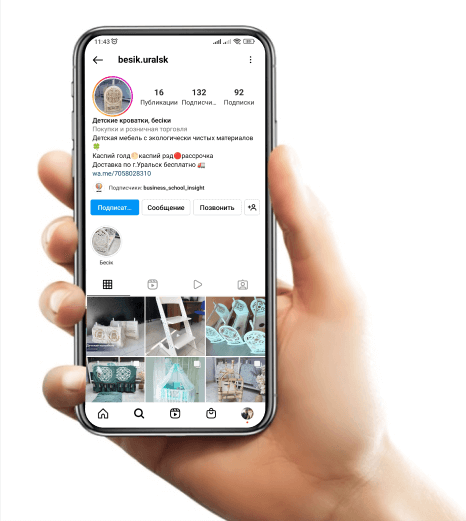 11:43
besik.uralsk
16 132 92
Публикации Подписчи... Подписки
Детские кроватки, бесіки
Покупки и розничная торговля
Детская мебель с экологически чистых материалов
🍀
Каспий голд каспий рад🔴рассрочка
Доставка по г.Уральск бесплатно 🚛
wa.me/7058028310
Подписчики: business_school_insight
Подписат... Сообщение Позвонить
Бесік